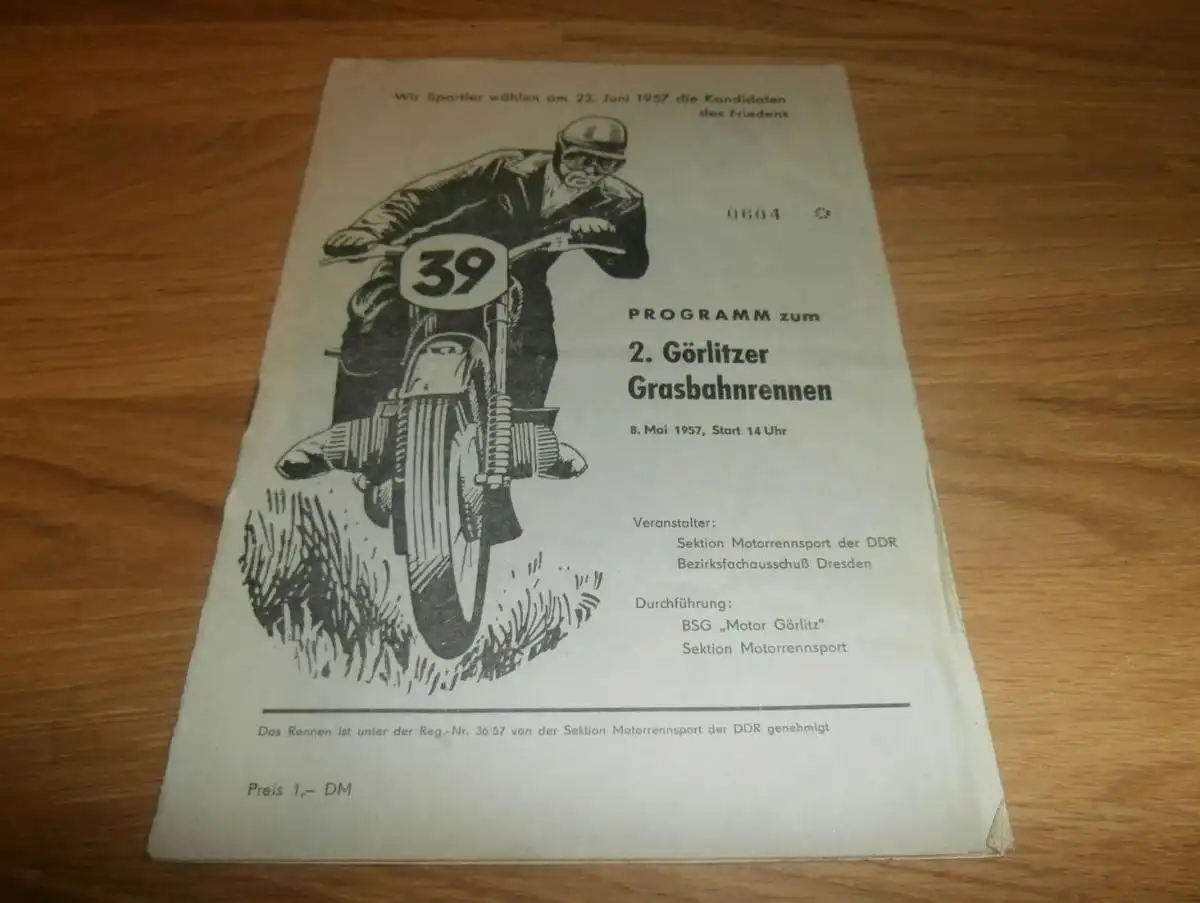 Wir Sportler wählen am 23. Juni 1957 die Kandidaten
des Friedens
0604
39
PROGRAMM zum
2. Görlitzer
Grasbahnrennen
8. Mai 1957, Start 14 Uhr
Veranstalter:
Sektion Motorrennsport der DDR
Bezirksfachausschuß Dresden
Durchführung:
BSG „Motor Görlitz"
Sektion Motorrennsport
Das Rennen ist unter der Reg.-Nr. 36/57 von der Sektion Motorrennsport der DDR genehmigt
Preis 1,– DM